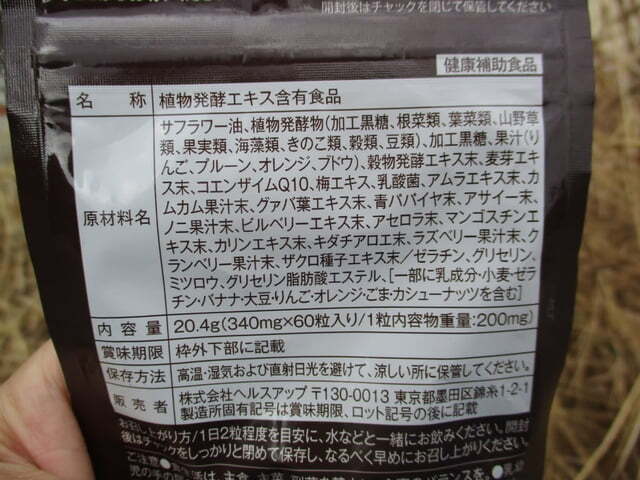 開封後はチャックを閉じて保管してください
健康補助食品
名 称 植物発酵エキス含有食品
原材料名 サフラワー油、植物発酵物(加工黒糖、根菜類、葉菜類、山野草
類、果実類、海藻類、きのこ類、穀類、豆類)、加工黒糖、果汁(り
んご、プルーン、オレンジ、ブドウ)、穀物発酵エキス末、麦芽エキ
ス末、コエンザイムQ10、梅エキス、乳酸菌、アムラエキス末、カ
ムカム果汁末、グァバ葉エキス末、青パパイヤ末、アサイー末、
ノニ果汁末、ビルベリーエキス末、アセロラ末、マンゴスチンエ
キス末、カリンエキス末、キダチアロエ末、ラズベリー果汁末、ク
ランベリー果汁末、ザクロ種子エキス末/ゼラチン、グリセリン、
ミツロウ、グリセリン脂肪酸エステル、[一部に乳成分・小麦・ゼラ
チン・バナナ・大豆・りんご・オレンジ・ごま・カシューナッツを含む]
内 容 量 20.4g(340mg×60粒入り/1粒内容物重量:200mg)
賞味期限 枠外下部に記載
保存方法 高温・湿気および直射日光を避けて、涼しい所に保管してください。
販 売 者 株式会社ヘルスアップ 〒130-0013 東京都墨田区錦糸1-2-1
製造所固有記号は賞味期限、ロット記号の後に記載
お召し上がり方/1日2粒程度を目安に、水などと一緒にお飲みください。開封
後はチャックをしっかりと閉めて保存し、なるべく早めにお召し上がりください。